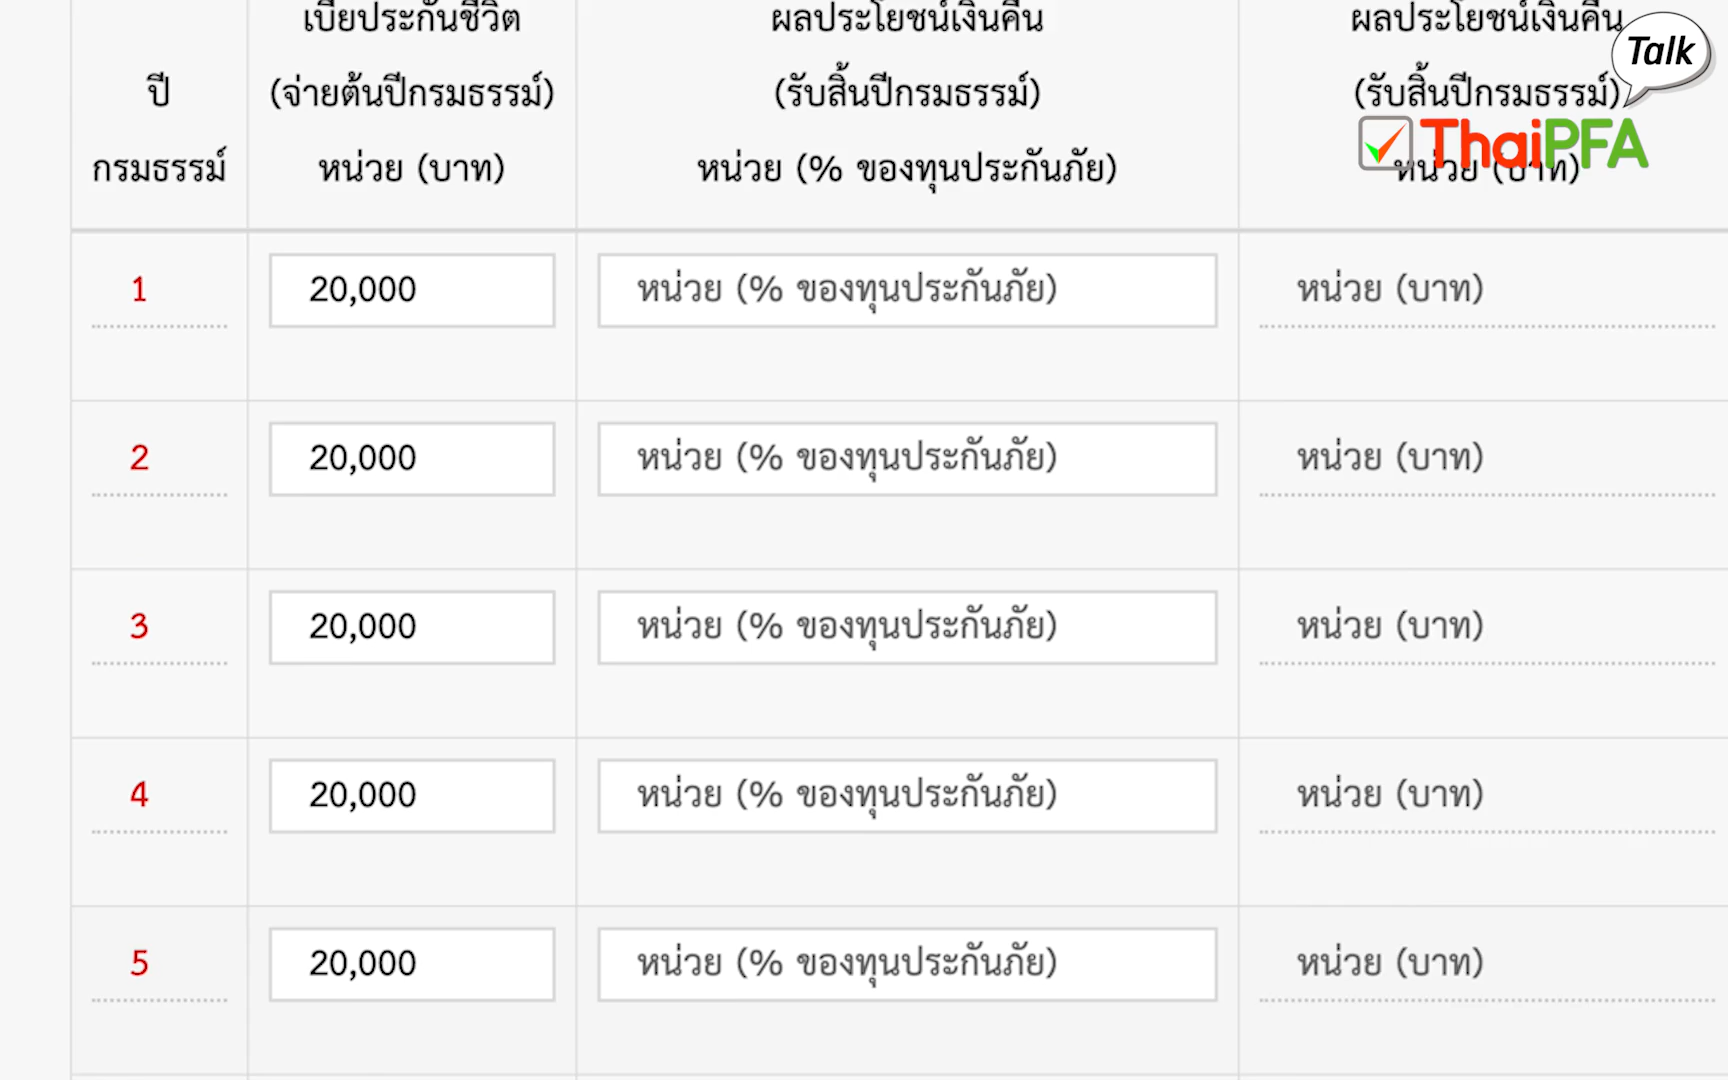 เบี้ยประกันชีวิต
(จ่ายต้นปีกรมธรรม์)
หน่วย (บาท)
ผลประโยชน์เงินคืน
(รับสิ้นปีกรมธรรม์)
หน่วย (% ของทุนประกันภัย)
ผลประโยชน์เงินคืน
(รับสิ้นปีกรมธรรม์)
หน่วย (บาท)
ปี
กรมธรรม์
Talk
ThaiPFA
1 20,000 หน่วย (% ของทุนประกันภัย) หน่วย (บาท)
2 20,000 หน่วย (% ของทุนประกันภัย) หน่วย (บาท)
3 20,000 หน่วย (% ของทุนประกันภัย) หน่วย (บาท)
4 20,000 หน่วย (% ของทุนประกันภัย) หน่วย (บาท)
5 20,000 หน่วย (% ของทุนประกันภัย) หน่วย (บาท)